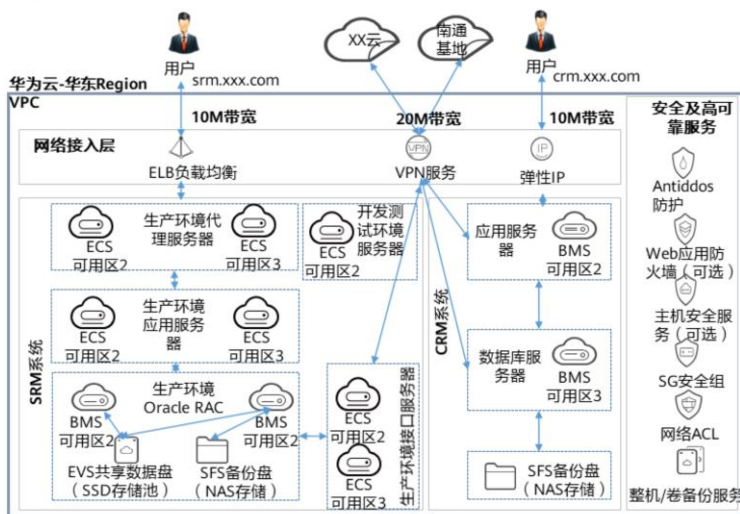 XX云
南通
基地
用户
srm.xxx.com
用户
crm.xxx.com
华为云-华东Region
VPC
10M带宽
20M带宽
10M带宽
安全及高可
靠服务
网络接入层
ELB负载均衡
VPN
VPN服务
IP
弹性IP
Antiddos
防护
Web应用防
火墙（可选）
主机安全服
务（可选）
SG安全组
网络ACL
整机/卷备份服务
SRM系统
生产环境代
理服务器
ECS
可用区2
ECS
可用区3
开发测
试环境
服务器
ECS
可用区2
生产环境
应用服务
器
ECS
可用区2
ECS
可用区3
生产环境
Oracle RAC
BMS
可用区2
BMS
可用区2
EVS共享数据盘
（SSD存储池）
SFS备份盘
（NAS存储）
生产环境接口服务器
ECS
可用区2
ECS
可用区3
CRM系统
应用服务
器
BMS
可用区2
数据库服
务器
BMS
可用区3
SFS备份盘
（NAS存储）